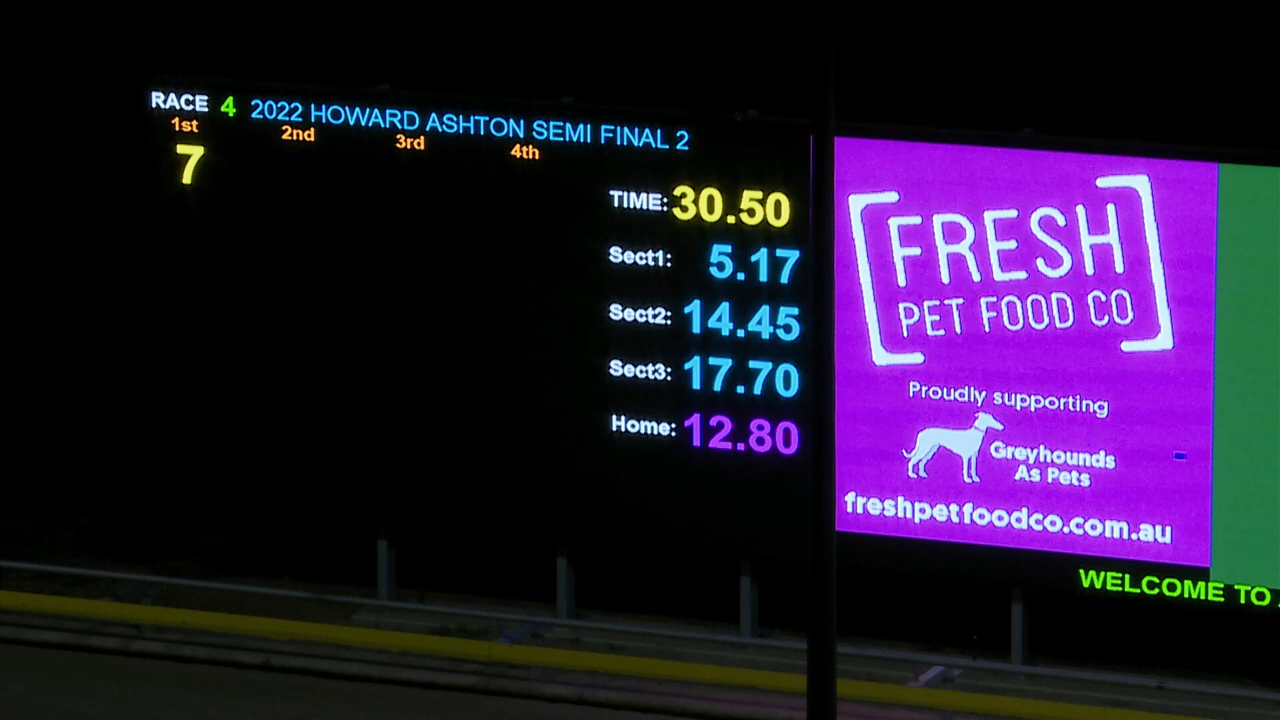 RACE 4 2022 HOWARD ASHTON SEMI FINAL 2
1st 2nd 3rd 4th
7
TIME: 30.50
Sect1: 5.17
Sect2: 14.45
Sect3: 17.70
Home: 12.80
FRESH
PET FOOD CO
Proudly supporting
Greyhounds
As Pets
freshpetfoodco.com.au
WELCOME TO